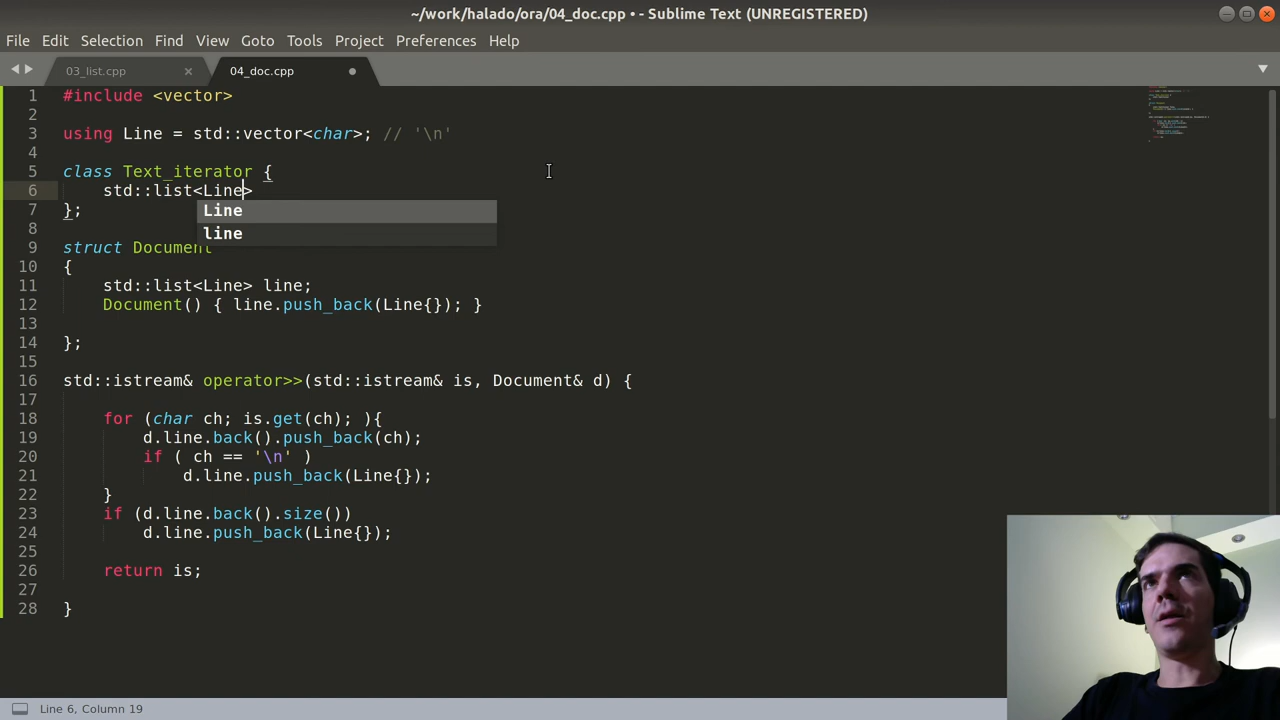 ~/work/halado/ora/04_doc.cpp • - Sublime Text (UNREGISTERED)
File Edit Selection Find View Goto Tools Project Preferences Help
03_list.cpp 04_doc.cpp
1 #include <vector>
2
3 using Line = std::vector<char>; // '\n'
4
5 class Text_iterator {
6 std::list<Line>
Line
7 };
line
8
9 struct Document
10 {
11 std::list<Line> line;
12 Document() { line.push_back(Line{}); }
13
14 };
15
16 std::istream& operator>>(std::istream& is, Document& d) {
17
18 for (char ch; is.get(ch); ){
19 d.line.back().push_back(ch);
20 if ( ch == '\n' )
21 d.line.push_back(Line{});
22 }
23 if (d.line.back().size())
24 d.line.push_back(Line{});
25
26 return is;
27
28 }
Line 6, Column 19